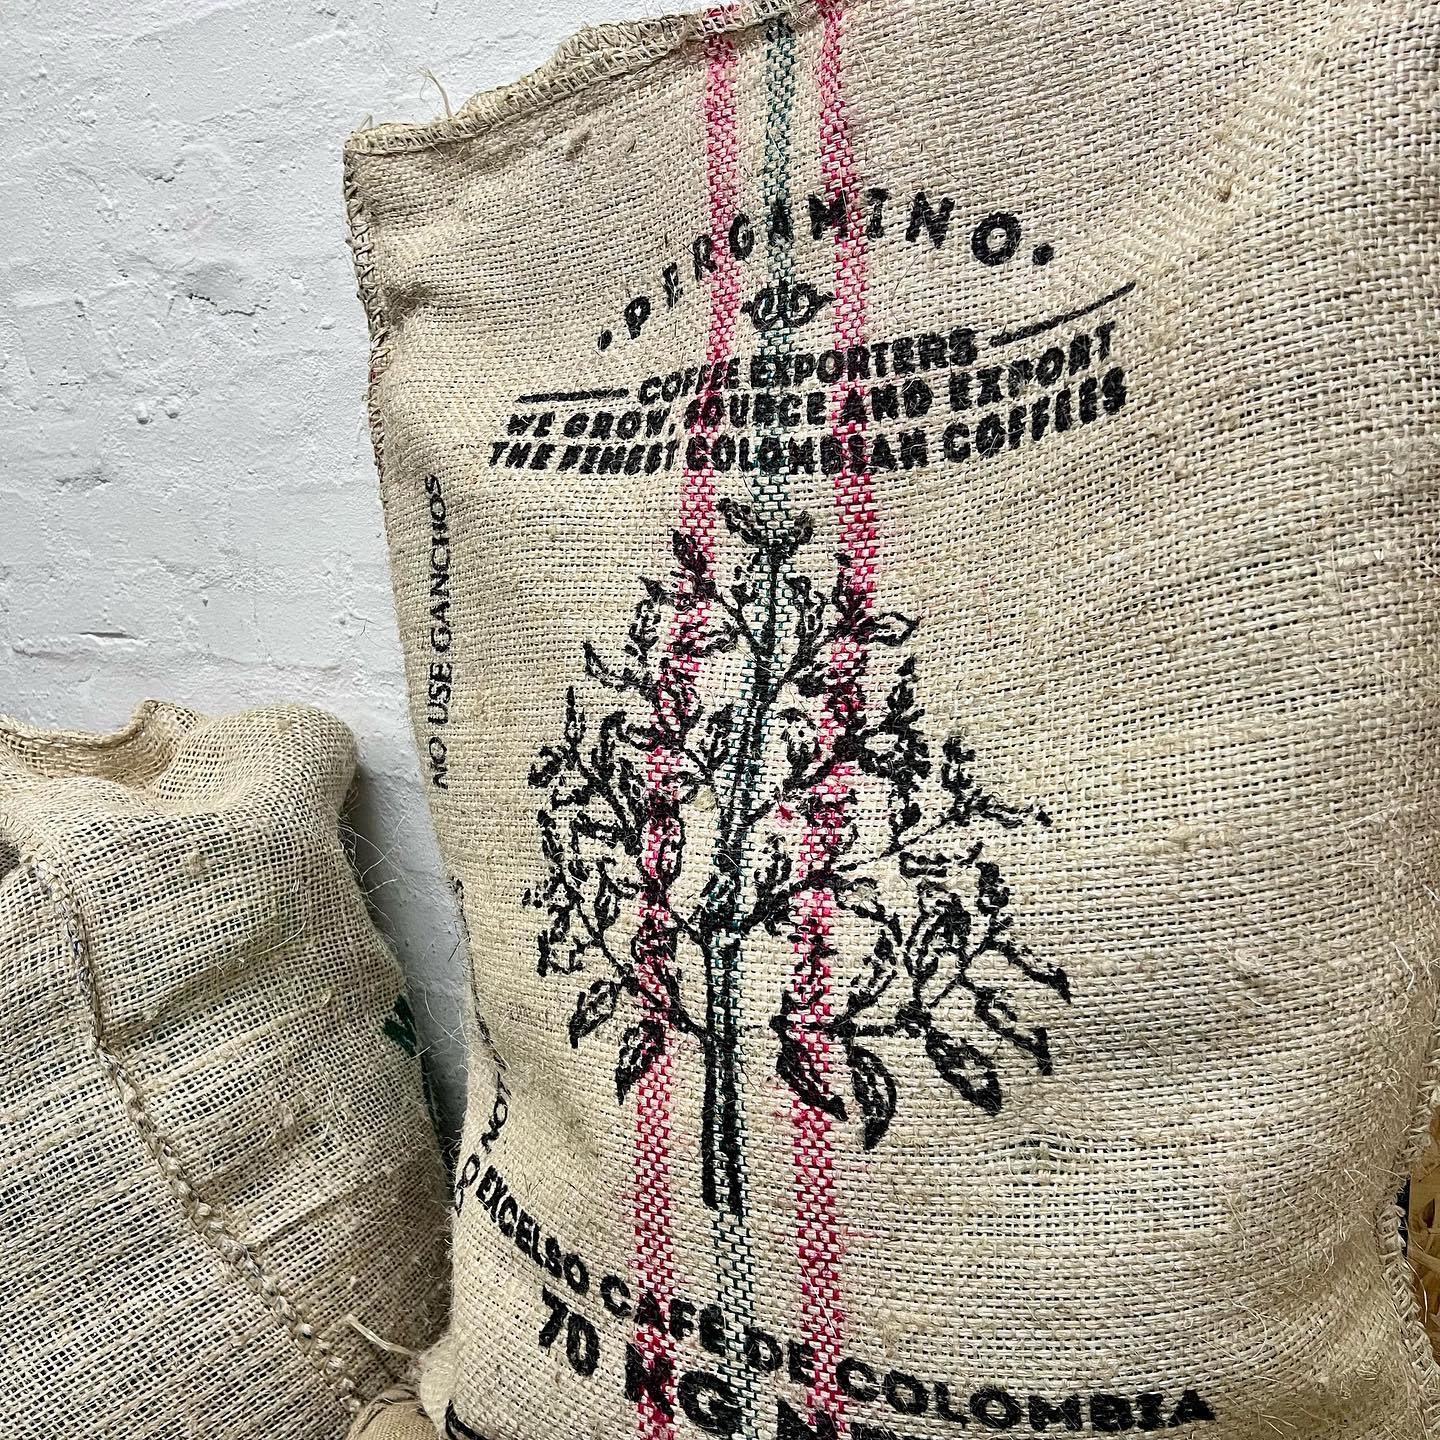 • PERGAMINO •
COFFEE EXPORTERS
WE GROW, SOURCE AND EXPORT
THE FINEST COLOMBIAN COFFEES
NO USE GANCHOS
EXCELSO CAFÉ DE COLOMBIA
70 KG